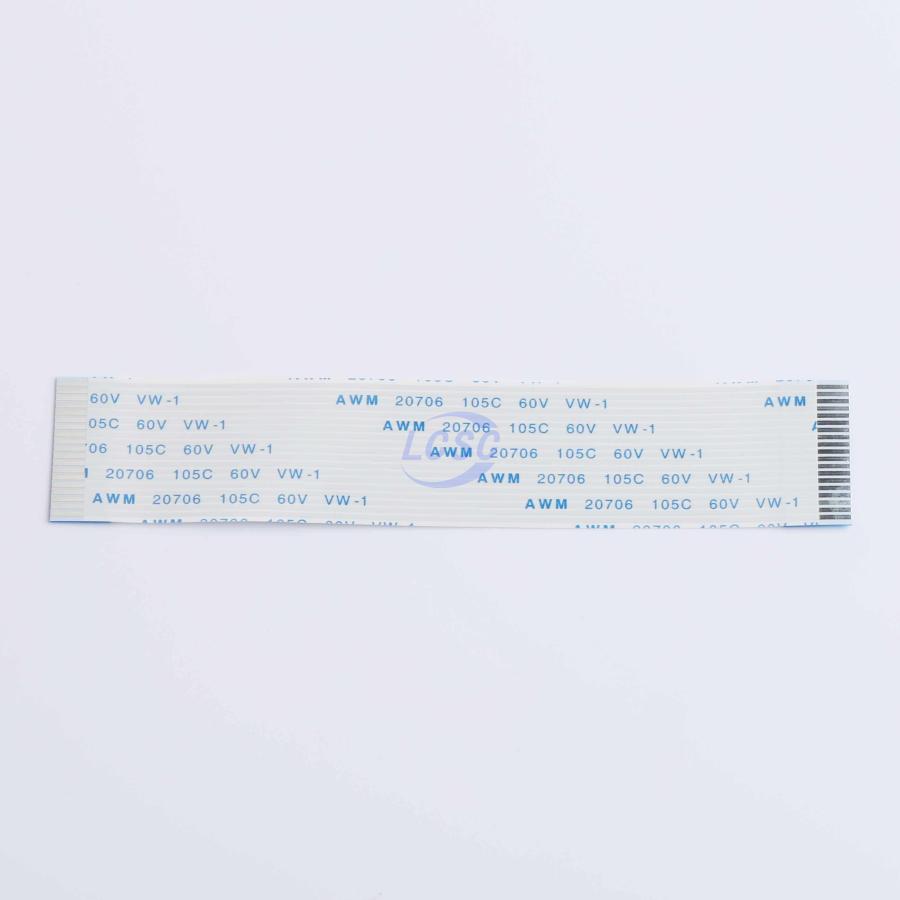 60V VW-1 AWM 20706 105C 60V VW-1 AWM
05C 60V VW-1 AWM 20706 105C 60V VW-1
LCSC
06 105C 60V VW-1 AWM 20706 105C 60V VW-1
20706 105C 60V VW-1 AWM 20706 105C 60V VW-1
AWM 20706 105C 60V VW-1 AWM 20706 105C 60V VW-1